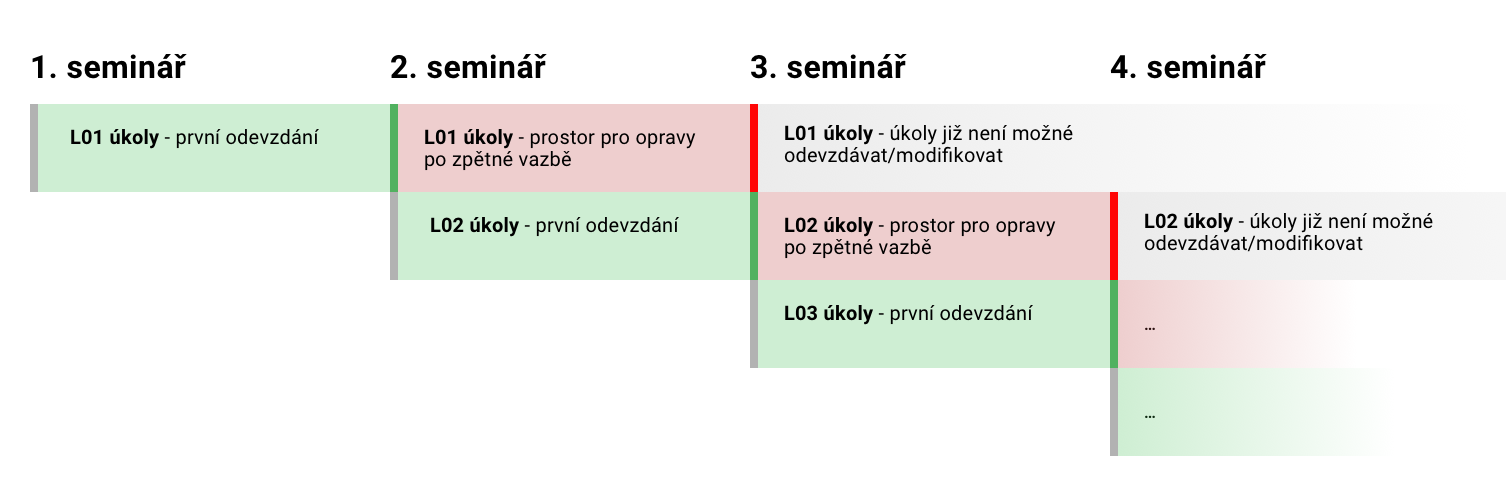 1. seminář
2. seminář
3. seminář
4. seminář
L01 úkoly - první odevzdání
L01 úkoly - prostor pro opravy
po zpětné vazbě
L01 úkoly - úkoly již není možné
odevzdávat/modifikovat
L02 úkoly - první odevzdání
L02 úkoly - prostor pro opravy
po zpětné vazbě
L02 úkoly - úkoly již není možné
odevzdávat/modifikovat
L03 úkoly - první odevzdání
...
...